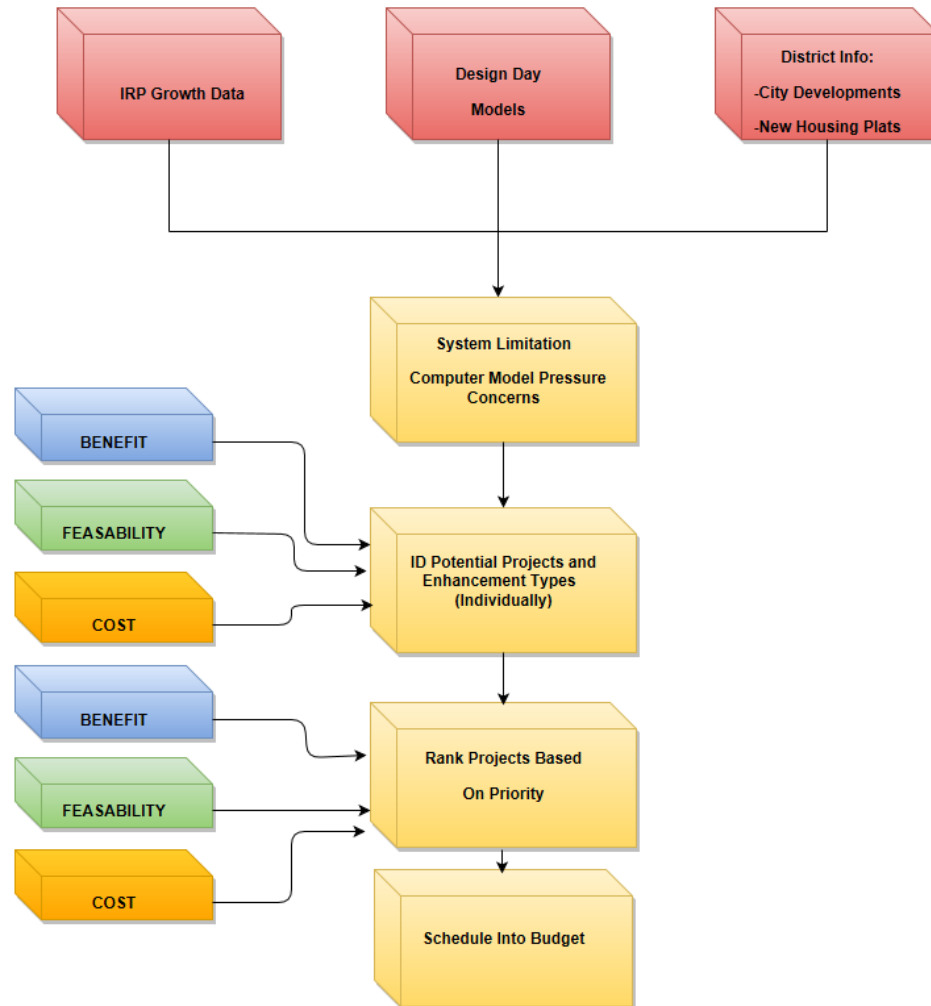 IRP Growth Data
Design Day
Models
District Info:
-City Developments
-New Housing Plats
System Limitation
Computer Model Pressure
Concerns
BENEFIT
FEASABILITY
COST
ID Potential Projects and
Enhancement Types
(Individually)
BENEFIT
FEASABILITY
COST
Rank Projects Based
On Priority
Schedule Into Budget